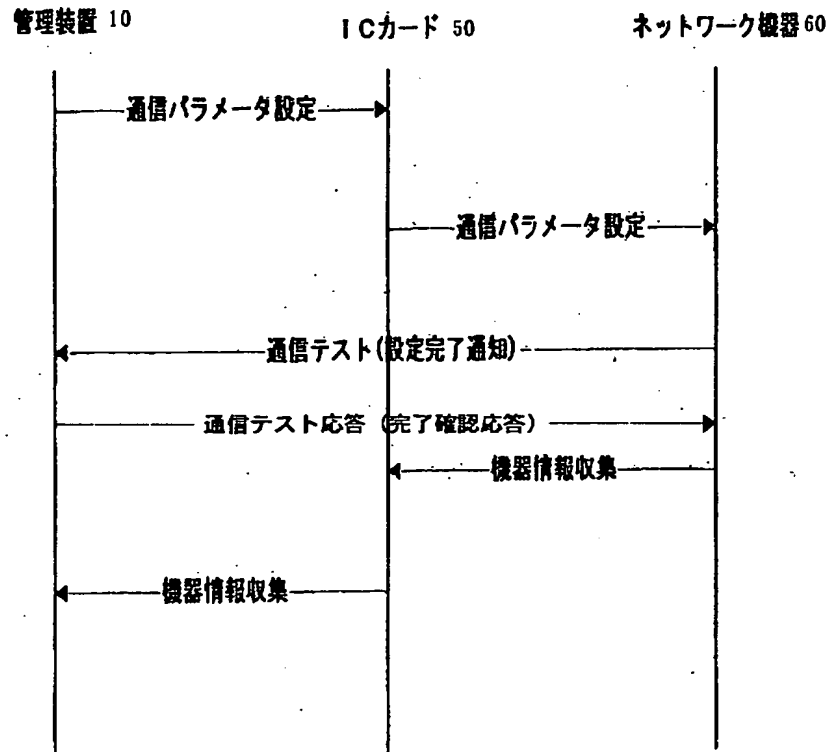 管理装置 10
ICカード 50
ネットワーク機器 60
通信パラメータ設定
通信パラメータ設定
通信テスト(設定完了通知)
通信テスト応答 (完了確認応答)
機器情報収集
機器情報収集